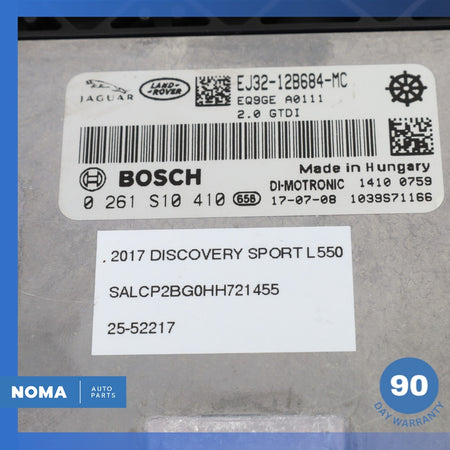 JAGUAR
LAND-
ROVER
EJ32-12B684-MC
EQ9GE A0111
2.0 GTDI
Made in Hungary
BOSCH
DI-MOTRONIC 1410 0759
0 261 S10 410 658 17-07-08 1039S71166
. 2017 DISCOVERY SPORT L550
SALCP2BG0HH721455
25-52217
NOMA AUTO PARTS
90
DAY WARRANTY